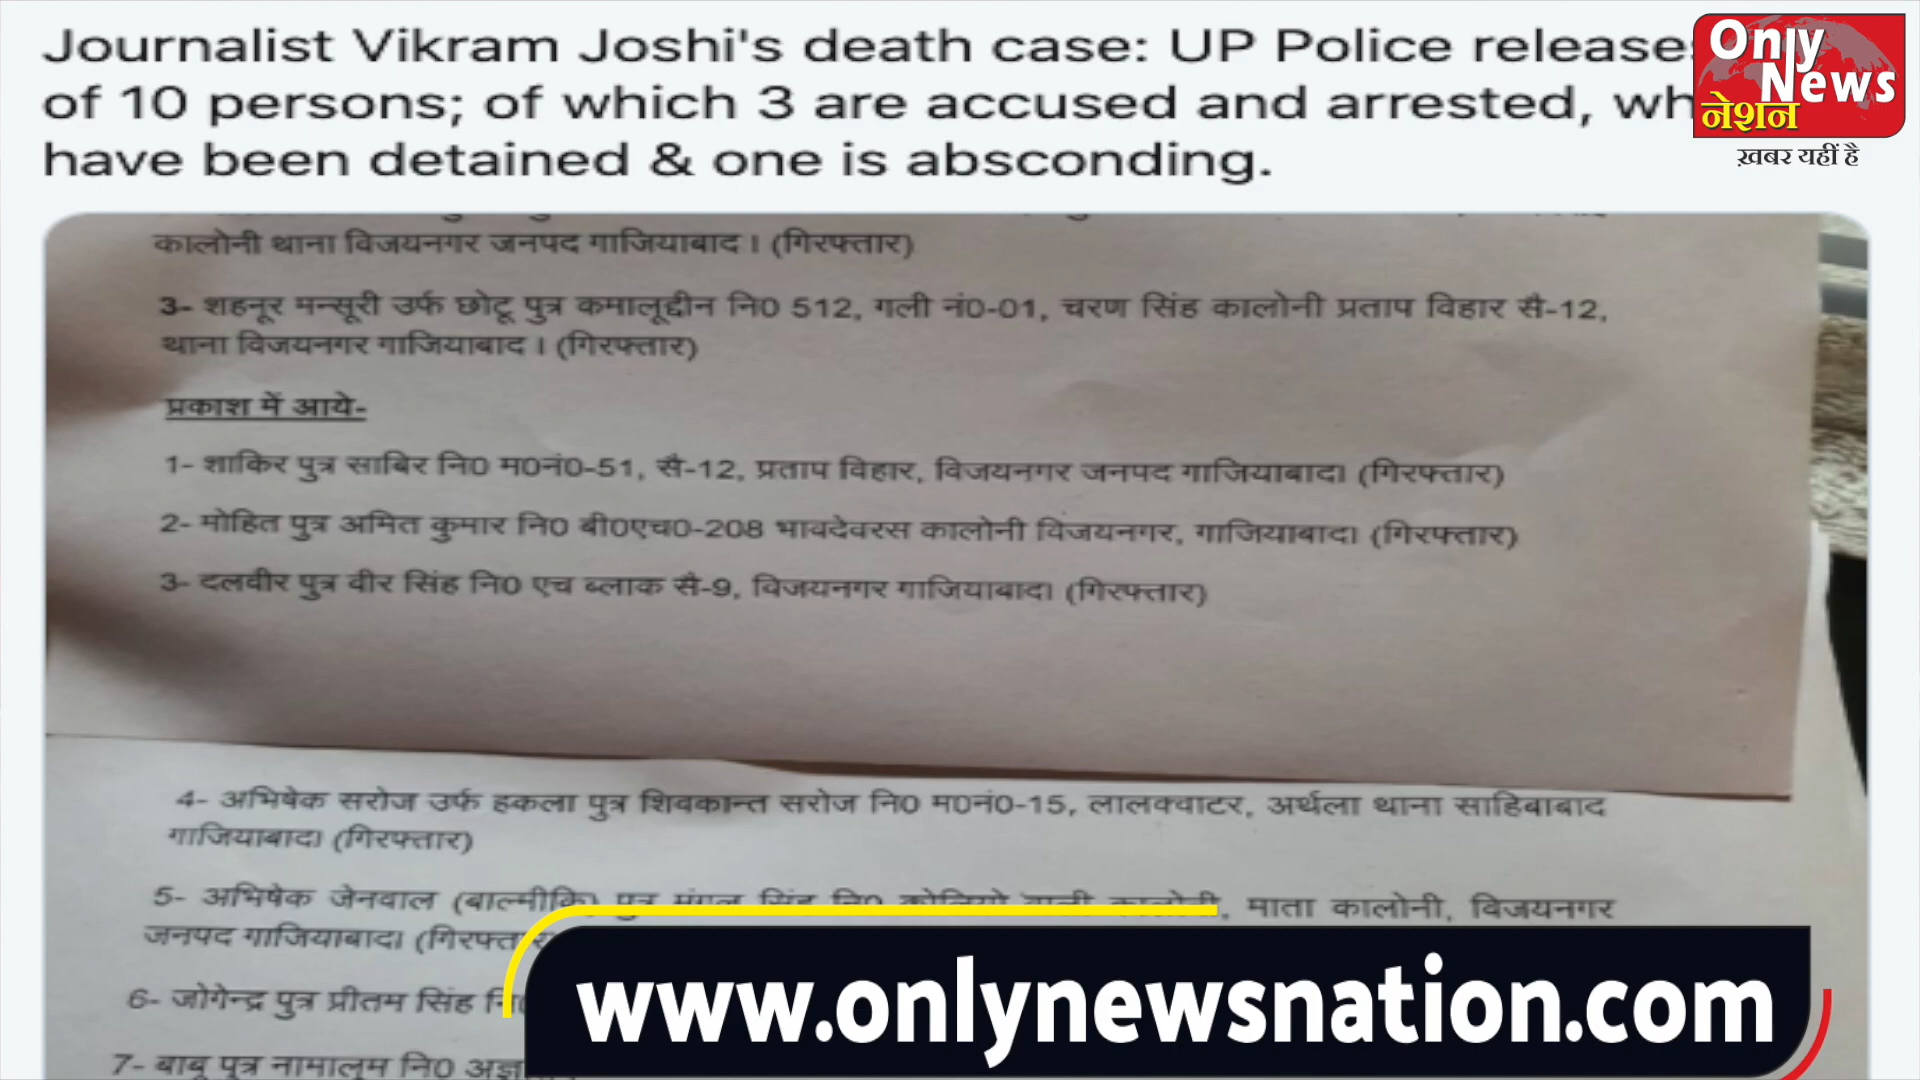 Journalist Vikram Joshi's death case: UP Police release
of 10 persons; of which 3 are accused and arrested, wh
have been detained & one is absconding.
Only
News
नेशन
ख़बर यहीं है
कालोनी थाना विजयनगर जनपद गाजियाबाद । (गिरफ्तार)
3- शहनूर मन्सूरी उर्फ छोटू पुत्र कमालूद्दीन नि0 512, गली नं0-01, चरण सिंह कालोनी प्रताप विहार सै-12,
थाना विजयनगर गाजियाबाद । (गिरफ्तार)
प्रकाश में आये-
1- शाकिर पुत्र साबिर नि0 म0नं0-51, सै-12, प्रताप विहार, विजयनगर जनपद गाजियाबाद। (गिरफ्तार)
2- मोहित पुत्र अमित कुमार नि0 बी0एच0-208 भावदेवरस कालोनी विजयनगर, गाजियाबाद। (गिरफ्तार)
3- दलवीर पुत्र वीर सिंह नि0 एच ब्लाक सै-9, विजयनगर गाजियाबाद। (गिरफ्तार)
4- अभिषेक सरोज उर्फ हकला पुत्र शिवकान्त सरोज नि0 म0नं0-15, लालक्वाटर, अर्थला थाना साहिबाबाद
गाजियाबाद। (गिरफ्तार)
5- अभिषेक जेनवाल (बाल्मीकि) पुत्र मंगल सिंह नि0 कालोनी, माता कालोनी, विजयनगर
जनपद गाजियाबाद। (गिरफ्तार
6- जोगेन्द्र पुत्र प्रीतम सिंह नि0
7- बाबू पुत्र नामालूम नि0
www.onlynewsnation.com